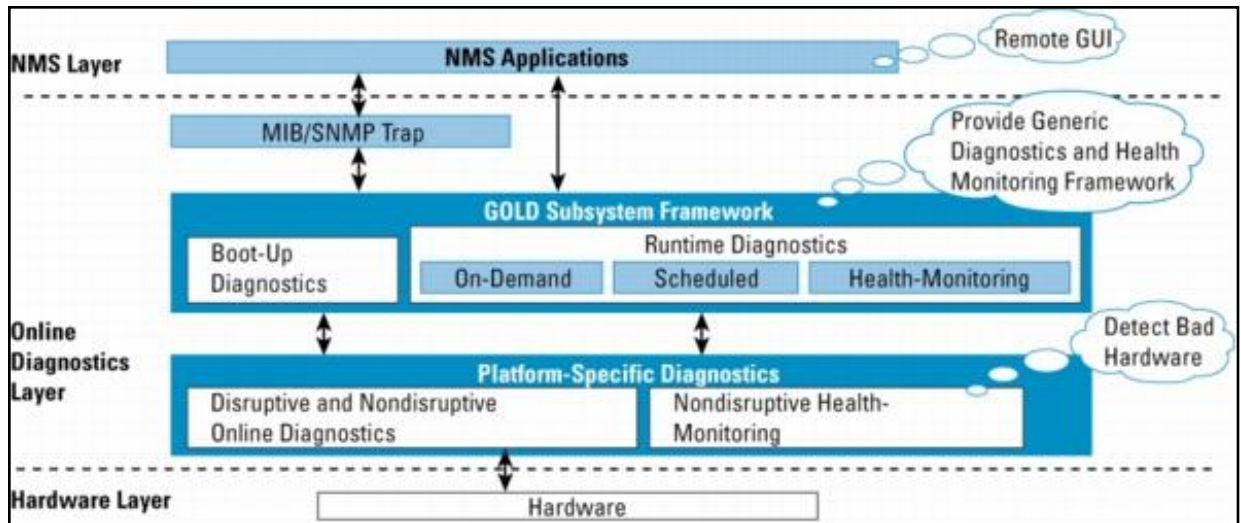 Remote GUI
NMS Layer
NMS Applications
MIB/SNMP Trap
Provide Generic
Diagnostics and Health
Monitoring Framework
GOLD Subsystem Framework
Boot-Up
Diagnostics
Runtime Diagnostics
On-Demand
Scheduled
Health-Monitoring
Online
Diagnostics
Layer
Detect Bad
Hardware
Platform-Specific Diagnostics
Disruptive and Nondisruptive
Online Diagnostics
Nondisruptive Health-
Monitoring
Hardware Layer
Hardware